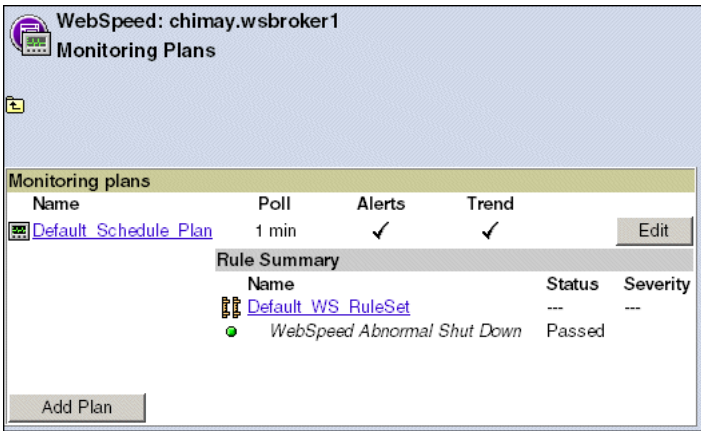 WebSpeed: chimay.wsbroker1
Monitoring Plans
Monitoring plans
Name Poll Alerts Trend
Default_Schedule_Plan 1 min Edit
Rule Summary
Name Status Severity
Default_WS_RuleSet --- ---
WebSpeed Abnormal Shut Down Passed
Add Plan